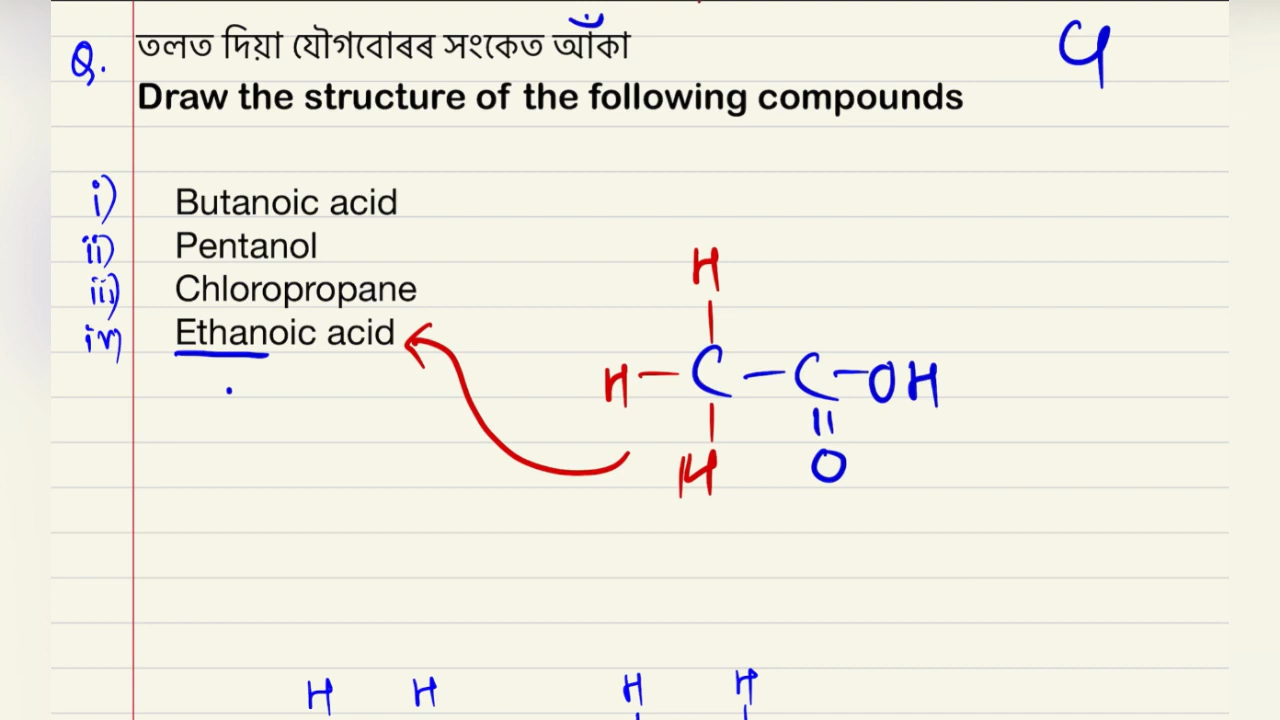 Q. তলত দিয়া যৌগবোৰৰ সংকেত আঁকা
Draw the structure of the following compounds
i) Butanoic acid
ii) Pentanol
iii) Chloropropane
iv) Ethanoic acid
H
H – C – C – OH
H O
H H H H